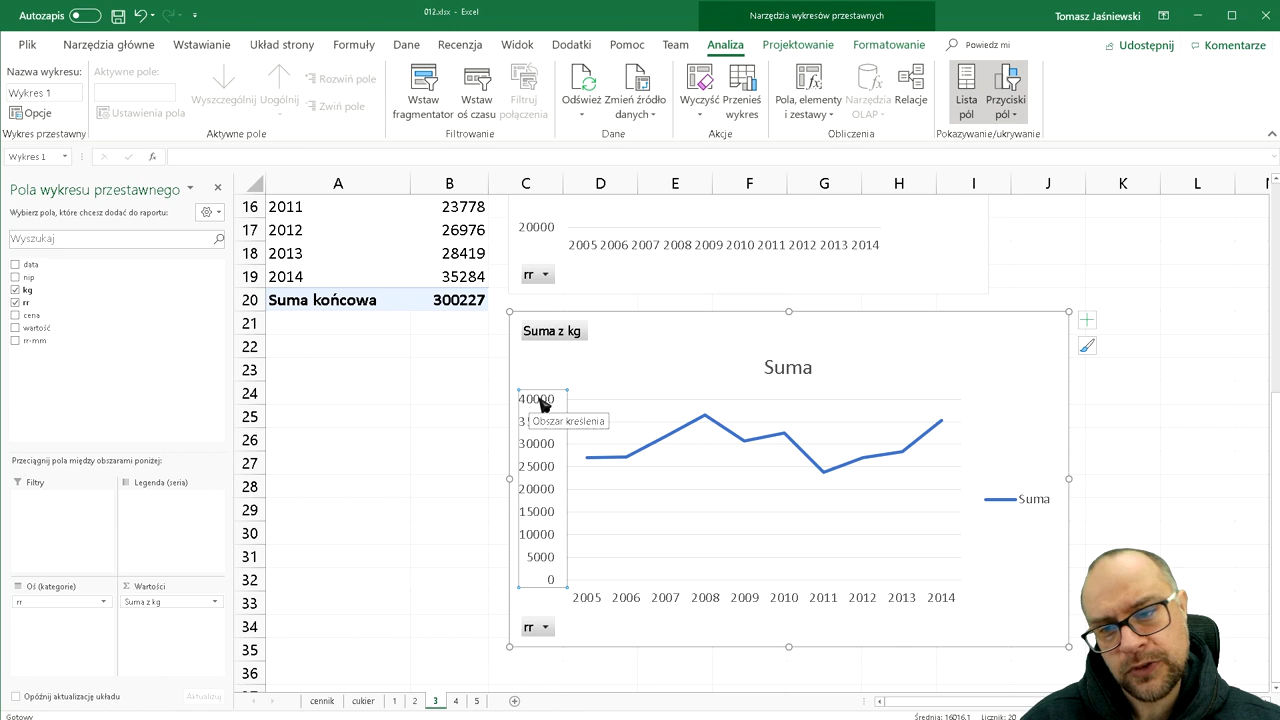 Autozapis
012.xlsx - Excel
Narzędzia wykresów przestawnych
Tomasz Jaśniewski
Plik Narzędzia główne Wstawianie Układ strony Formuły Dane Recenzja Widok Dodatki Pomoc Team Analiza Projektowanie Formatowanie Powiedz mi Udostępnij Komentarze
Nazwa wykresu:
Wykres 1
Opcje
Wykres przestawny
Aktywne pole:
Ustawienia pola
Wyszczególnij
Uogólnij
Rozwiń pole
Zwiń pole
Aktywne pole
Wstaw fragmentator
Wstaw oś czasu
Filtruj połączenia
Filtrowanie
Odśwież
Zmień źródło danych
Dane
Wyczyść
Przenieś wykres
Akcje
Pola, elementy i zestawy
Narzędzia OLAP
Relacje
Obliczenia
Lista pól
Przyciski pól
Pokazywanie/ukrywanie
Wykres 1
fx
Pola wykresu przestawnego
Wybierz pola, które chcesz dodać do raportu:
Wyszukaj
data
nip
kg
rr
cena
wartość
rr-mm
Przeciągnij pola między obszarami poniżej:
Filtry
Legenda (seria)
Oś (kategorie)
Σ Wartości
rr
Suma z kg
Opóźnij aktualizację układu
Aktualizuj
A B C D E F G H I J K L
16 2011 23778
17 2012 26976
18 2013 28419
19 2014 35284
20 Suma końcowa 300227
21
22
23
24
25
26
27
28
29
30
31
32
33
34
35
36
20000
2005 2006 2007 2008 2009 2010 2011 2012 2013 2014
rr
Suma z kg
Suma
40000
Obszar kreślenia
30000
25000
20000
15000
10000
5000
0
2005 2006 2007 2008 2009 2010 2011 2012 2013 2014
Suma
rr
cennik cukier 1 2 3 4 5
Gotowy
Średnia: 16016,1 Licznik: 20